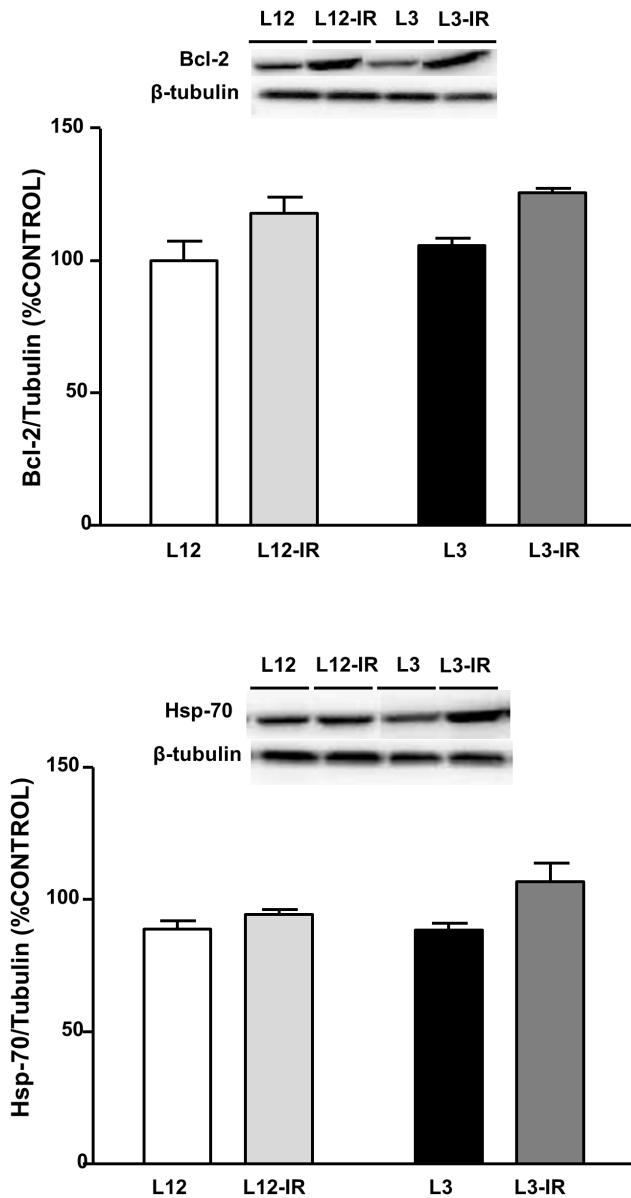 L12 L12-IR L3 L3-IR
Bcl-2
β-tubulin
150
100
50
0
Bcl-2/Tubulin (%CONTROL)
L12 L12-IR L3 L3-IR
L12 L12-IR L3 L3-IR
Hsp-70
β-tubulin
150
100
50
0
Hsp-70/Tubulin (%CONTROL)
L12 L12-IR L3 L3-IR